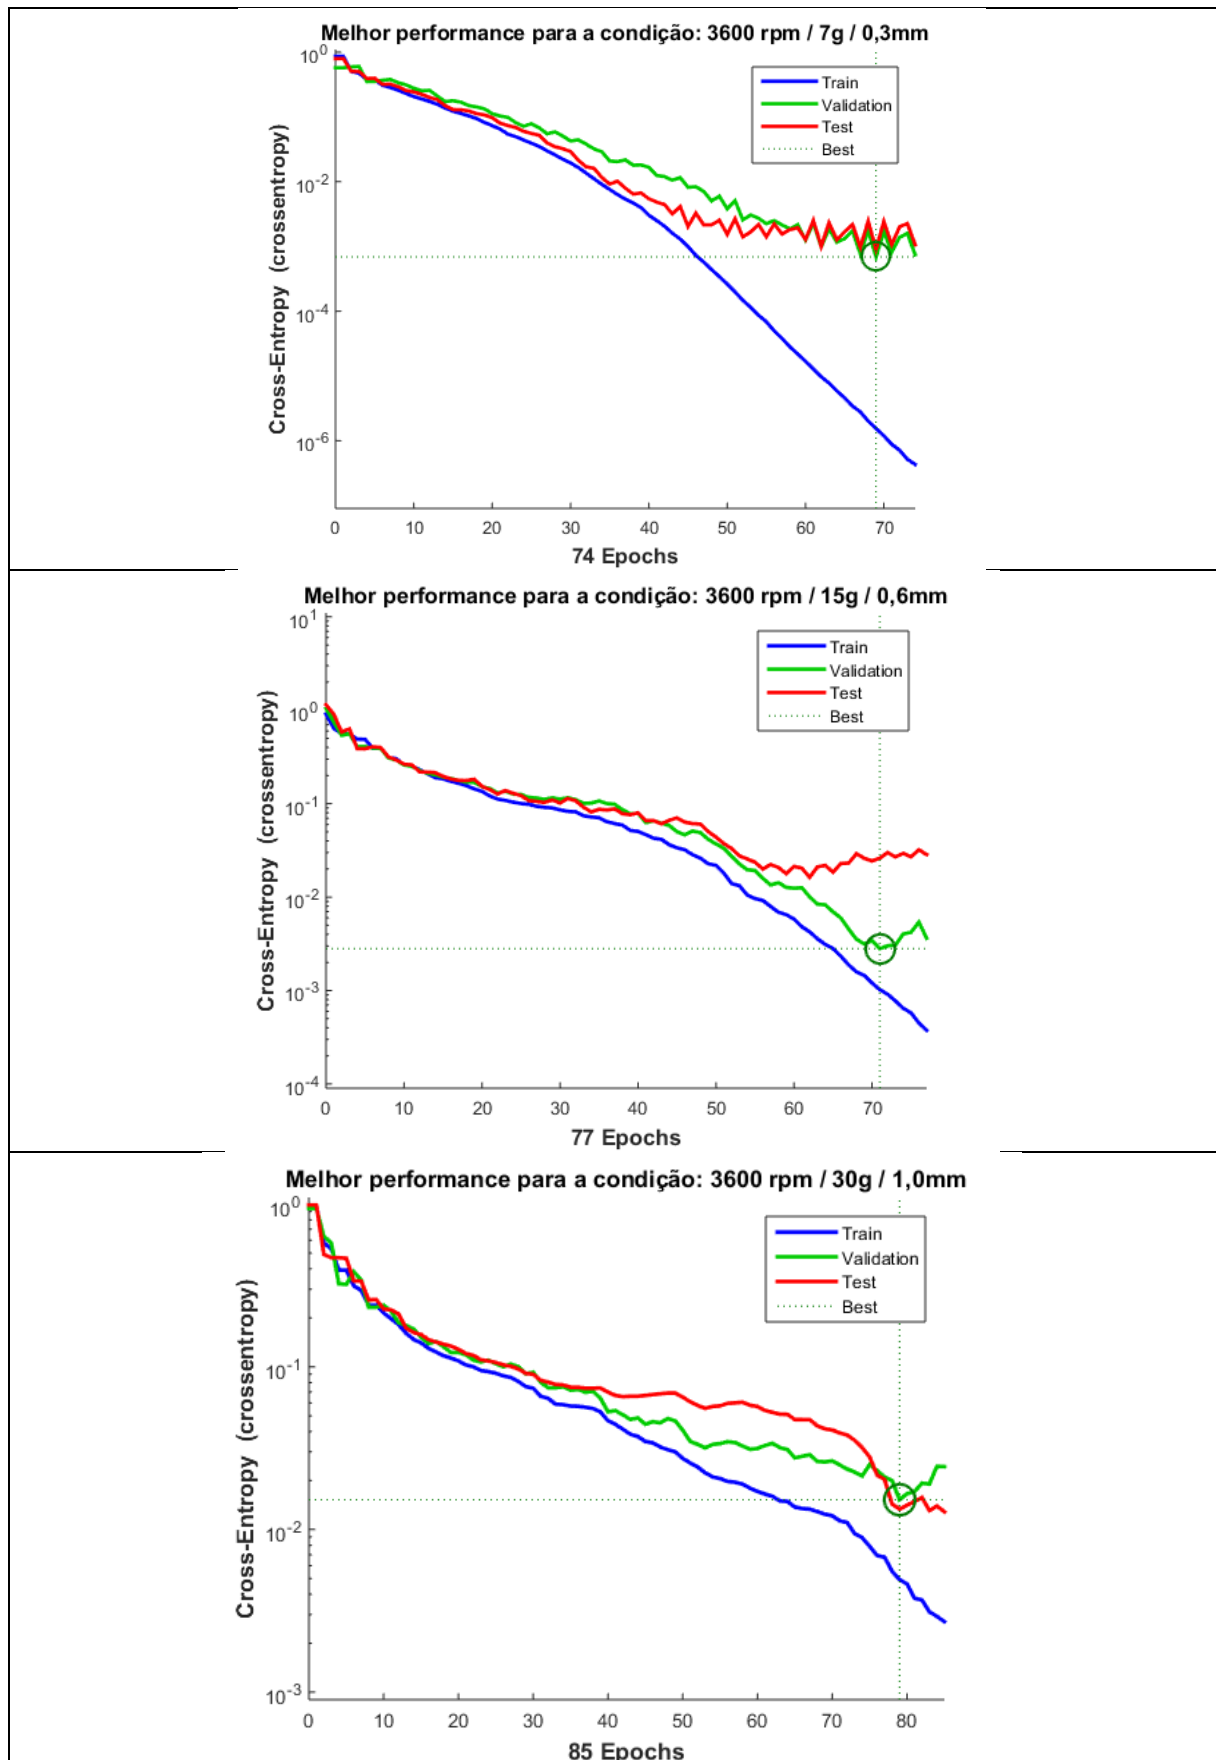 Melhor performance para a condição: 3600 rpm / 7g / 0,3mm
Cross-Entropy (crossentropy)
10^0
10^-2
10^-4
10^-6
Train
Validation
Test
Best
0 10 20 30 40 50 60 70
74 Epochs
Melhor performance para a condição: 3600 rpm / 15g / 0,6mm
Cross-Entropy (crossentropy)
10^1
10^0
10^-1
10^-2
10^-3
10^-4
Train
Validation
Test
Best
0 10 20 30 40 50 60 70
77 Epochs
Melhor performance para a condição: 3600 rpm / 30g / 1,0mm
Cross-Entropy (crossentropy)
10^0
10^-1
10^-2
10^-3
Train
Validation
Test
Best
0 10 20 30 40 50 60 70 80
85 Epochs